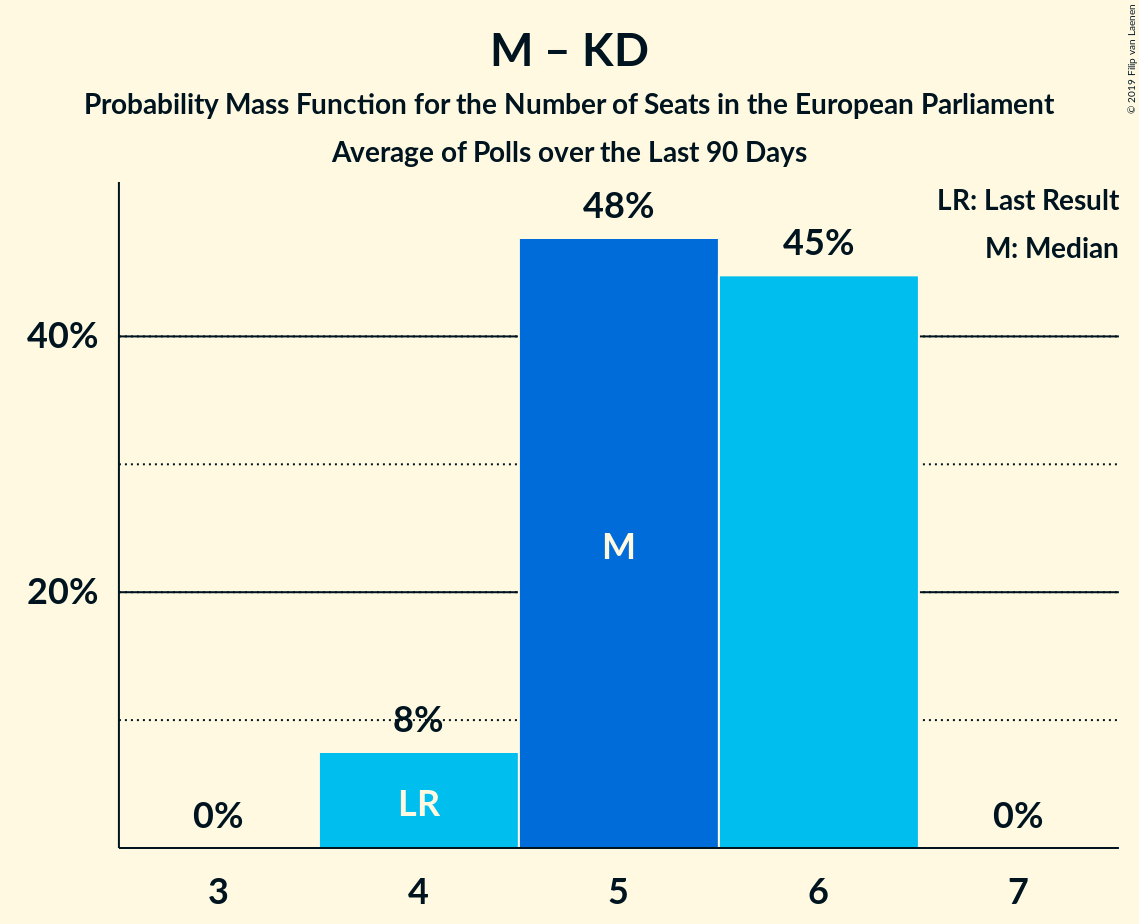 M – KD
Probability Mass Function for the Number of Seats in the European Parliament
Average of Polls over the Last 90 Days
© 2019 Filip van Laenen
LR: Last Result
M: Median
48%
45%
40%
M
20%
8%
LR
0%
0%
3 4 5 6 7